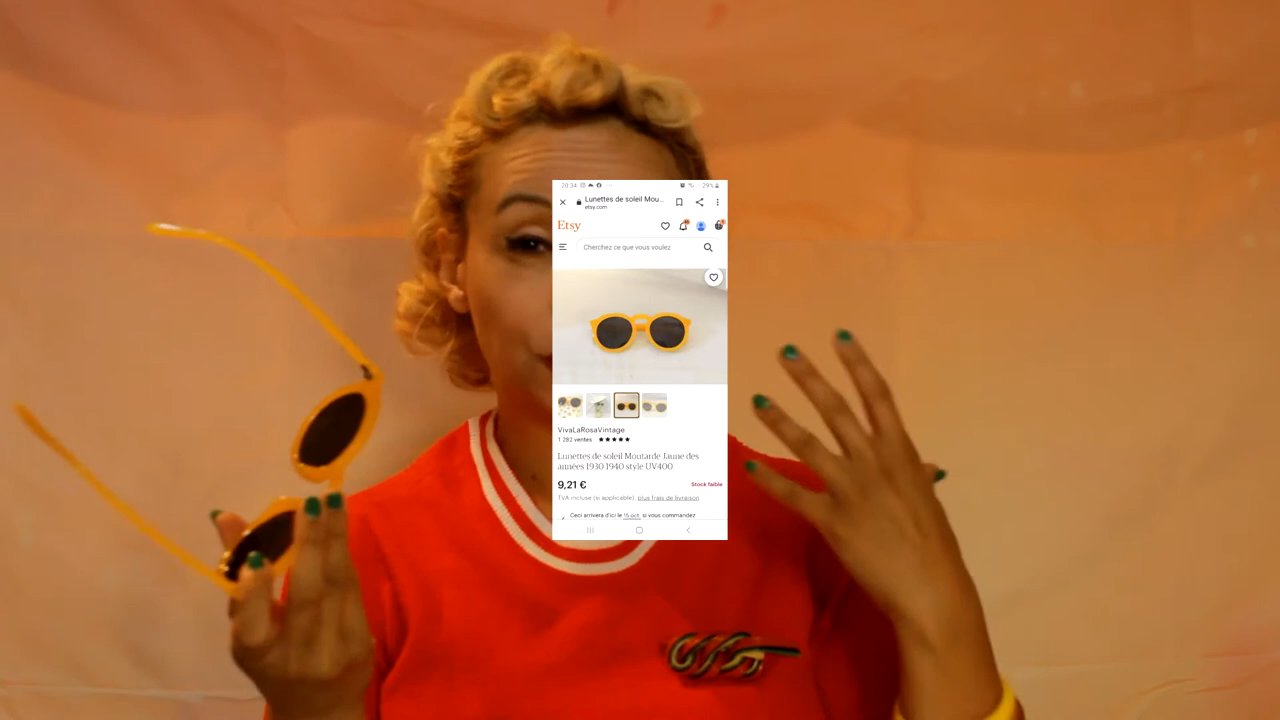 20:34
29%
Lunettes de soleil Mou...
etsy.com
Etsy
Cherchez ce que vous voulez
VivaLaRosaVintage
1 282 ventes ★★★★★
Lunettes de soleil Moutarde Jaune des
années 1930 1940 style UV400
9,21 €
Stock faible
TVA incluse (si applicable), plus frais de livraison
Ceci arrivera d'ici le 15 oct. si vous commandez